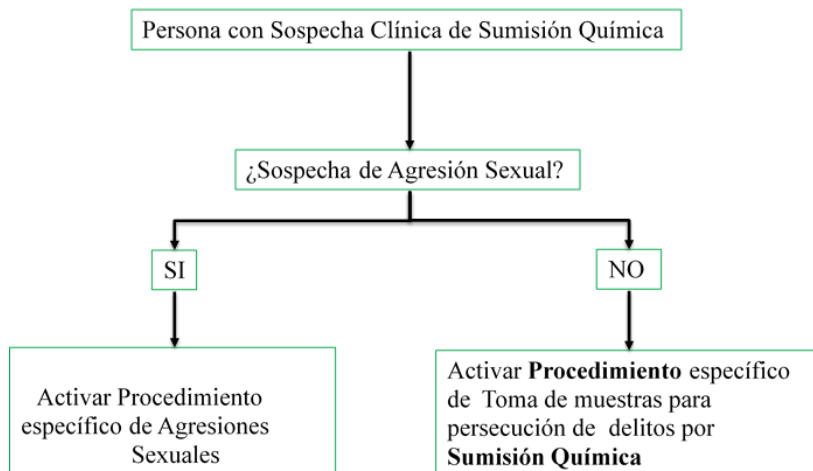 Persona con Sospecha Clínica de Sumisión Química
¿Sospecha de Agresión Sexual?
SI
NO
Activar Procedimiento
específico de Agresiones
Sexuales
Activar Procedimiento específico
de Toma de muestras para
persecución de delitos por
Sumisión Química